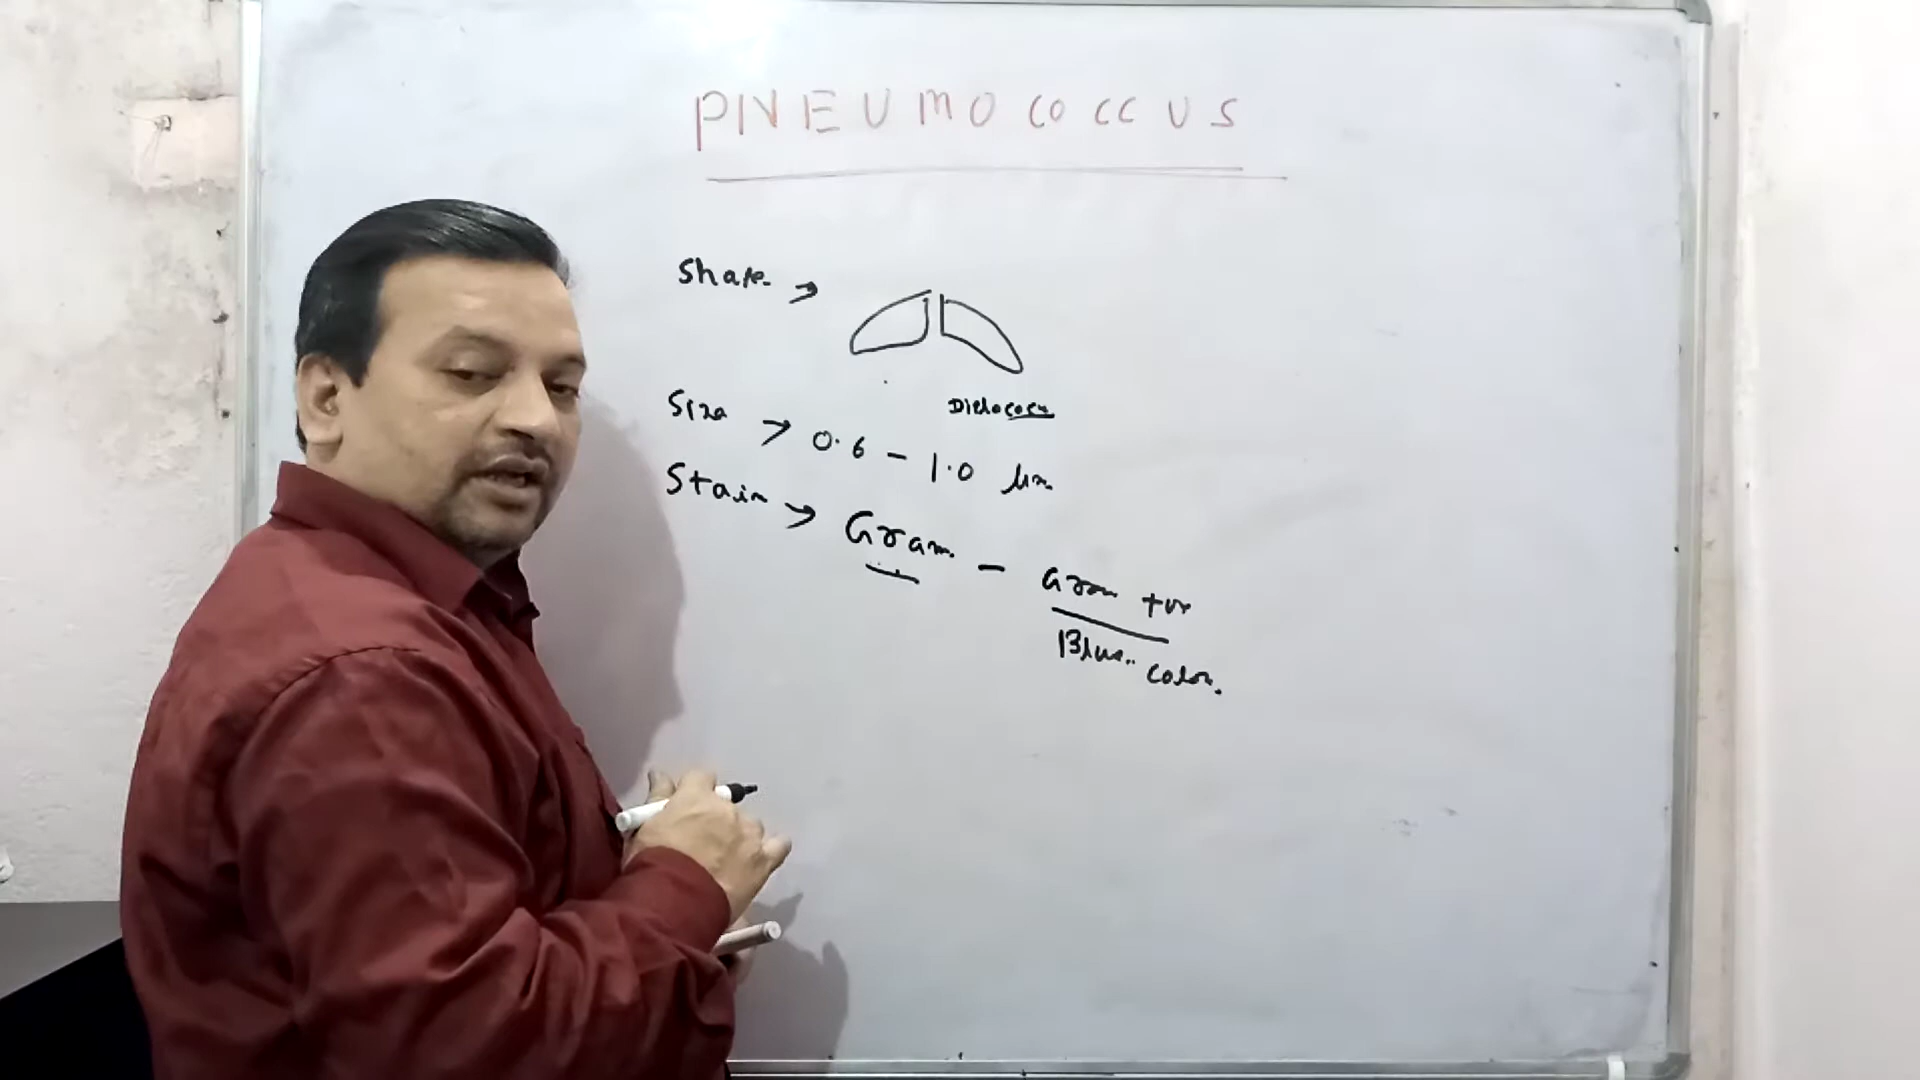 PNEUMOCOCCUS
Shape →
Diplococci
Size → 0.6 - 1.0 μm
Stain → Gram - Gram +ve
Blue color.